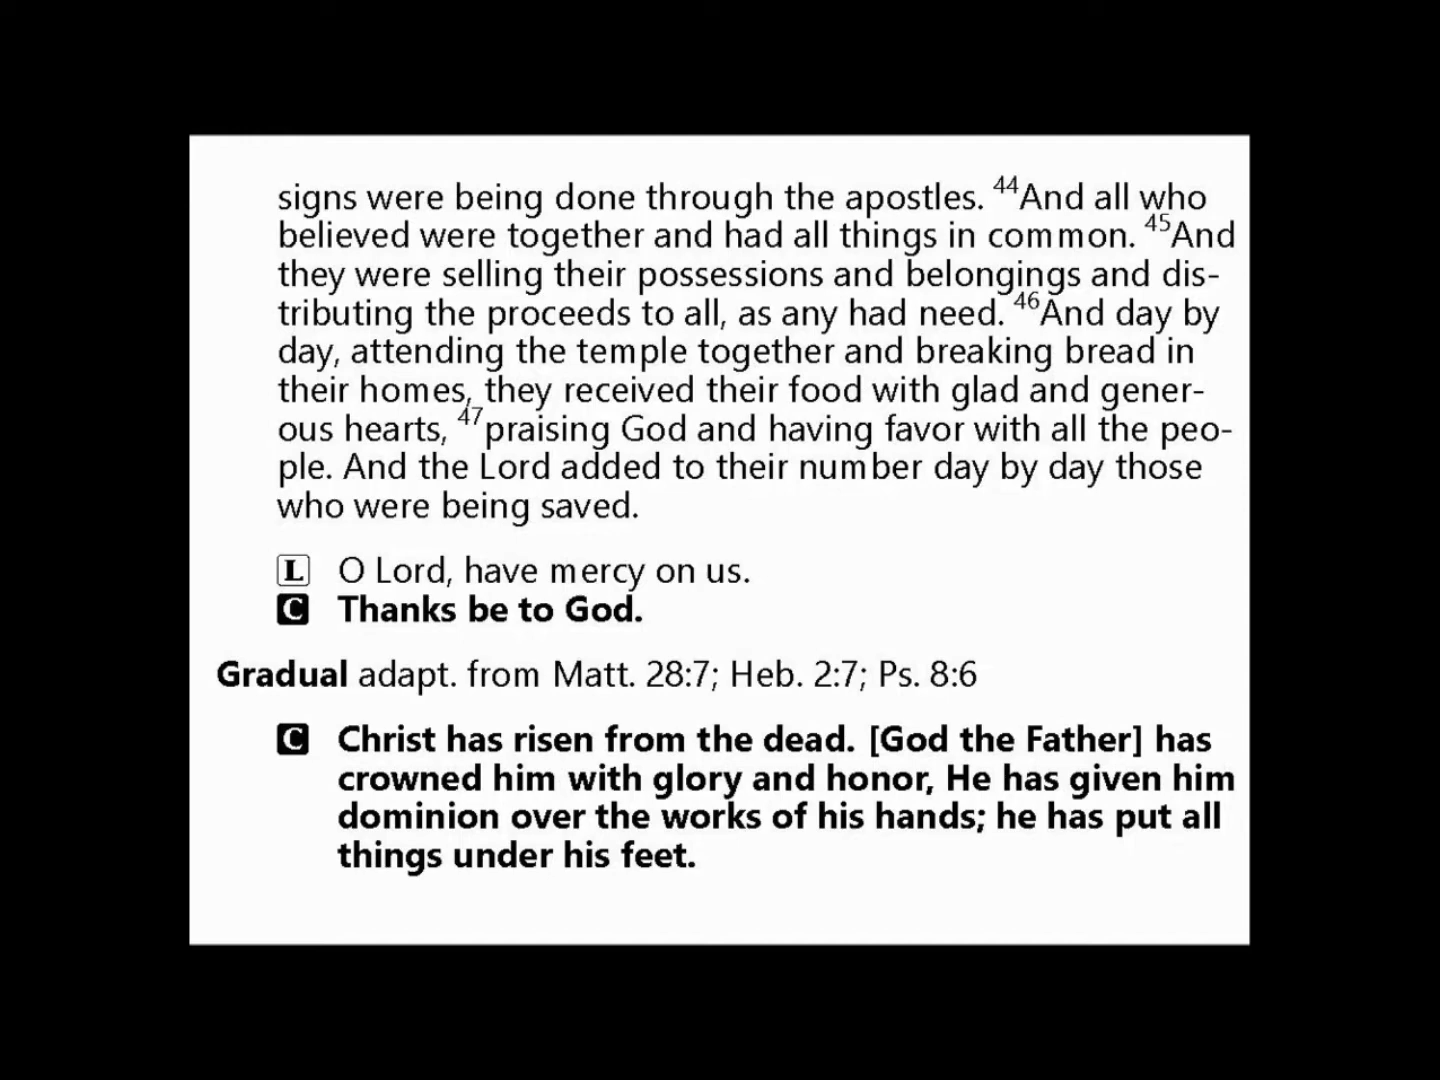 signs were being done through the apostles. 44And all who
believed were together and had all things in common. 45And
they were selling their possessions and belongings and dis-
tributing the proceeds to all, as any had need. 46And day by
day, attending the temple together and breaking bread in
their homes, they received their food with glad and gener-
ous hearts, 47praising God and having favor with all the peo-
ple. And the Lord added to their number day by day those
who were being saved.
L O Lord, have mercy on us.
C Thanks be to God.
Gradual adapt. from Matt. 28:7; Heb. 2:7; Ps. 8:6
C Christ has risen from the dead. [God the Father] has
crowned him with glory and honor, He has given him
dominion over the works of his hands; he has put all
things under his feet.